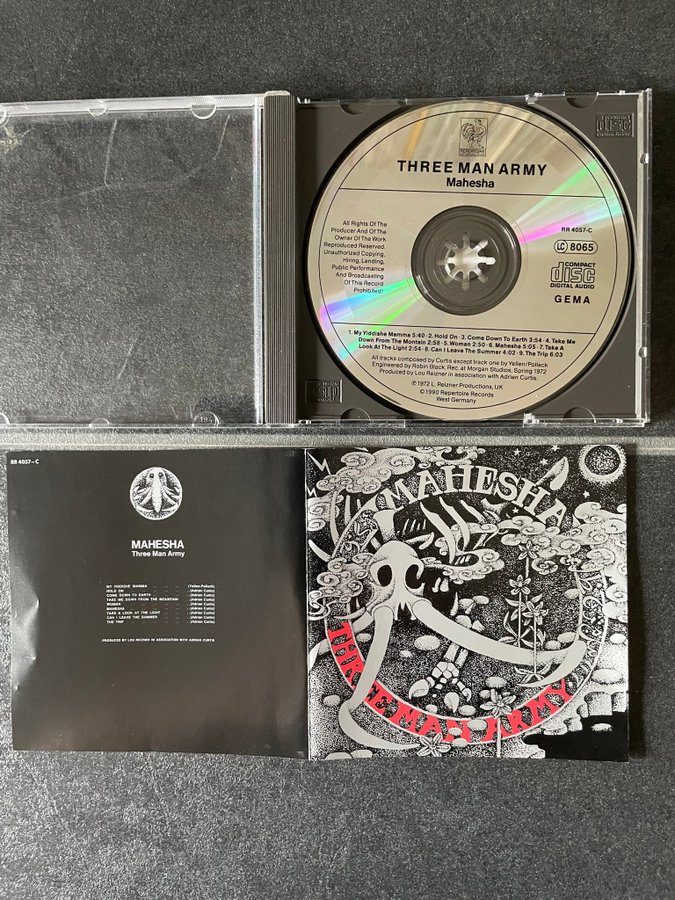 THREE MAN ARMY
Mahesha
All Rights Of The
Producer And Of The
Owner Of The Work
Reproduced Reserved.
Unauthorized Copying,
Hiring, Lending,
Public Performance
And Broadcasting
Of This Record
Prohibited!
RR 4057-C
LC 8065
COMPACT
disc
DIGITAL AUDIO
GEMA
1. My Yiddishe Mamma 5:40 · 2. Hold On · 3. Come Down To Earth 3:54 · 4. Take Me
Down From The Montain 2:58 · 5. Woman 2:50 · 6. Mahesha 5:05 · 7. Take A
Look At The Light 2:54 · 8. Can I Leave The Summer 4:02 · 9. The Trip 6:03
All tracks composed by Curtis except track one by Yellen/Pollack
Engineered by Robin Black. Rec. at Morgan Studios, Spring 1972
Produced by Lou Reizner in association with Adrian Curtis
℗ 1972 L. Reizner Productions, UK
© 1990 Repertoire Records
West Germany
RR 4057-C
MAHESHA
Three Man Army
MY YIDDISHE MAMMA (Yellen-Pollack)
HOLD ON (Adrian Curtis)
COME DOWN TO EARTH (Adrian Curtis)
TAKE ME DOWN FROM THE MOUNTAIN (Adrian Curtis)
WOMAN (Adrian Curtis)
MAHESHA (Adrian Curtis)
TAKE A LOOK AT THE LIGHT (Adrian Curtis)
CAN I LEAVE THE SUMMER (Adrian Curtis)
THE TRIP (Adrian Curtis)
PRODUCED BY LOU REIZNER IN ASSOCIATION WITH ADRIAN CURTIS
MAHESHA
THREE MAN ARMY